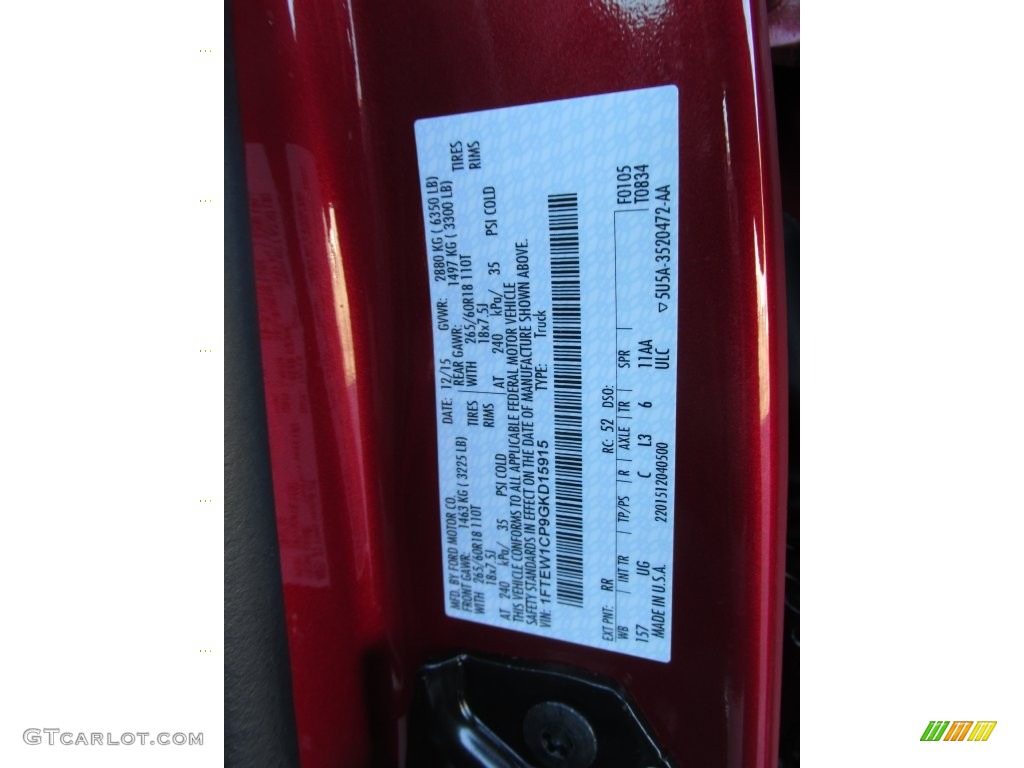 MFD. BY FORD MOTOR CO.
DATE: 12/15
GVWR: 2880 KG ( 6350 LB)
FRONT GAWR: 1463 KG ( 3225 LB)
REAR GAWR: 1497 KG ( 3300 LB)
WITH 265/60R18 110T TIRES
WITH 265/60R18 110T TIRES
18x7.5J RIMS
18x7.5J RIMS
AT 240 kPa/ 35 PSI COLD
AT 240 kPa/ 35 PSI COLD
THIS VEHICLE CONFORMS TO ALL APPLICABLE FEDERAL MOTOR VEHICLE
SAFETY STANDARDS IN EFFECT ON THE DATE OF MANUFACTURE SHOWN ABOVE.
VIN: 1FTEW1CP9GKD15915
TYPE: Truck
EXT PNT: RR RC: 52 DSO: F0105
WB INT TR TP/PS R AXLE TR SPR T0834
157 UG C L3 6 11AA
MADE IN U.S.A. 2201512040500 ULC ▽5U5A-3520472-AA
GTCARLOT.COM